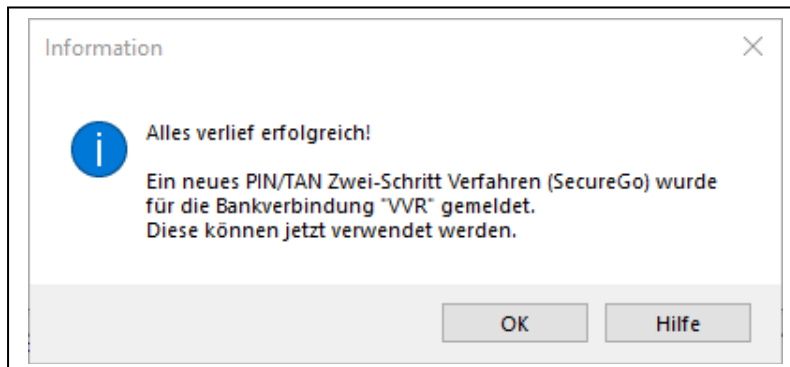 Information
Alles verlief erfolgreich!
Ein neues PIN/TAN Zwei-Schritt Verfahren (SecureGo) wurde
für die Bankverbindung "VVR" gemeldet.
Diese können jetzt verwendet werden.
OK
Hilfe